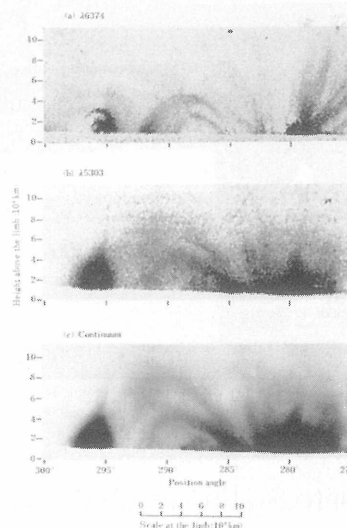 (a) λ6374
10
8
6
4
2
0
(b) λ5303
10
8
6
4
2
0
Height above the limb/10⁴km
(c) Continuum
10
8
6
4
2
0
300 295 290 285 280
Position angle
0 2 4 6 8 10
Scale at the limb(10⁴km)